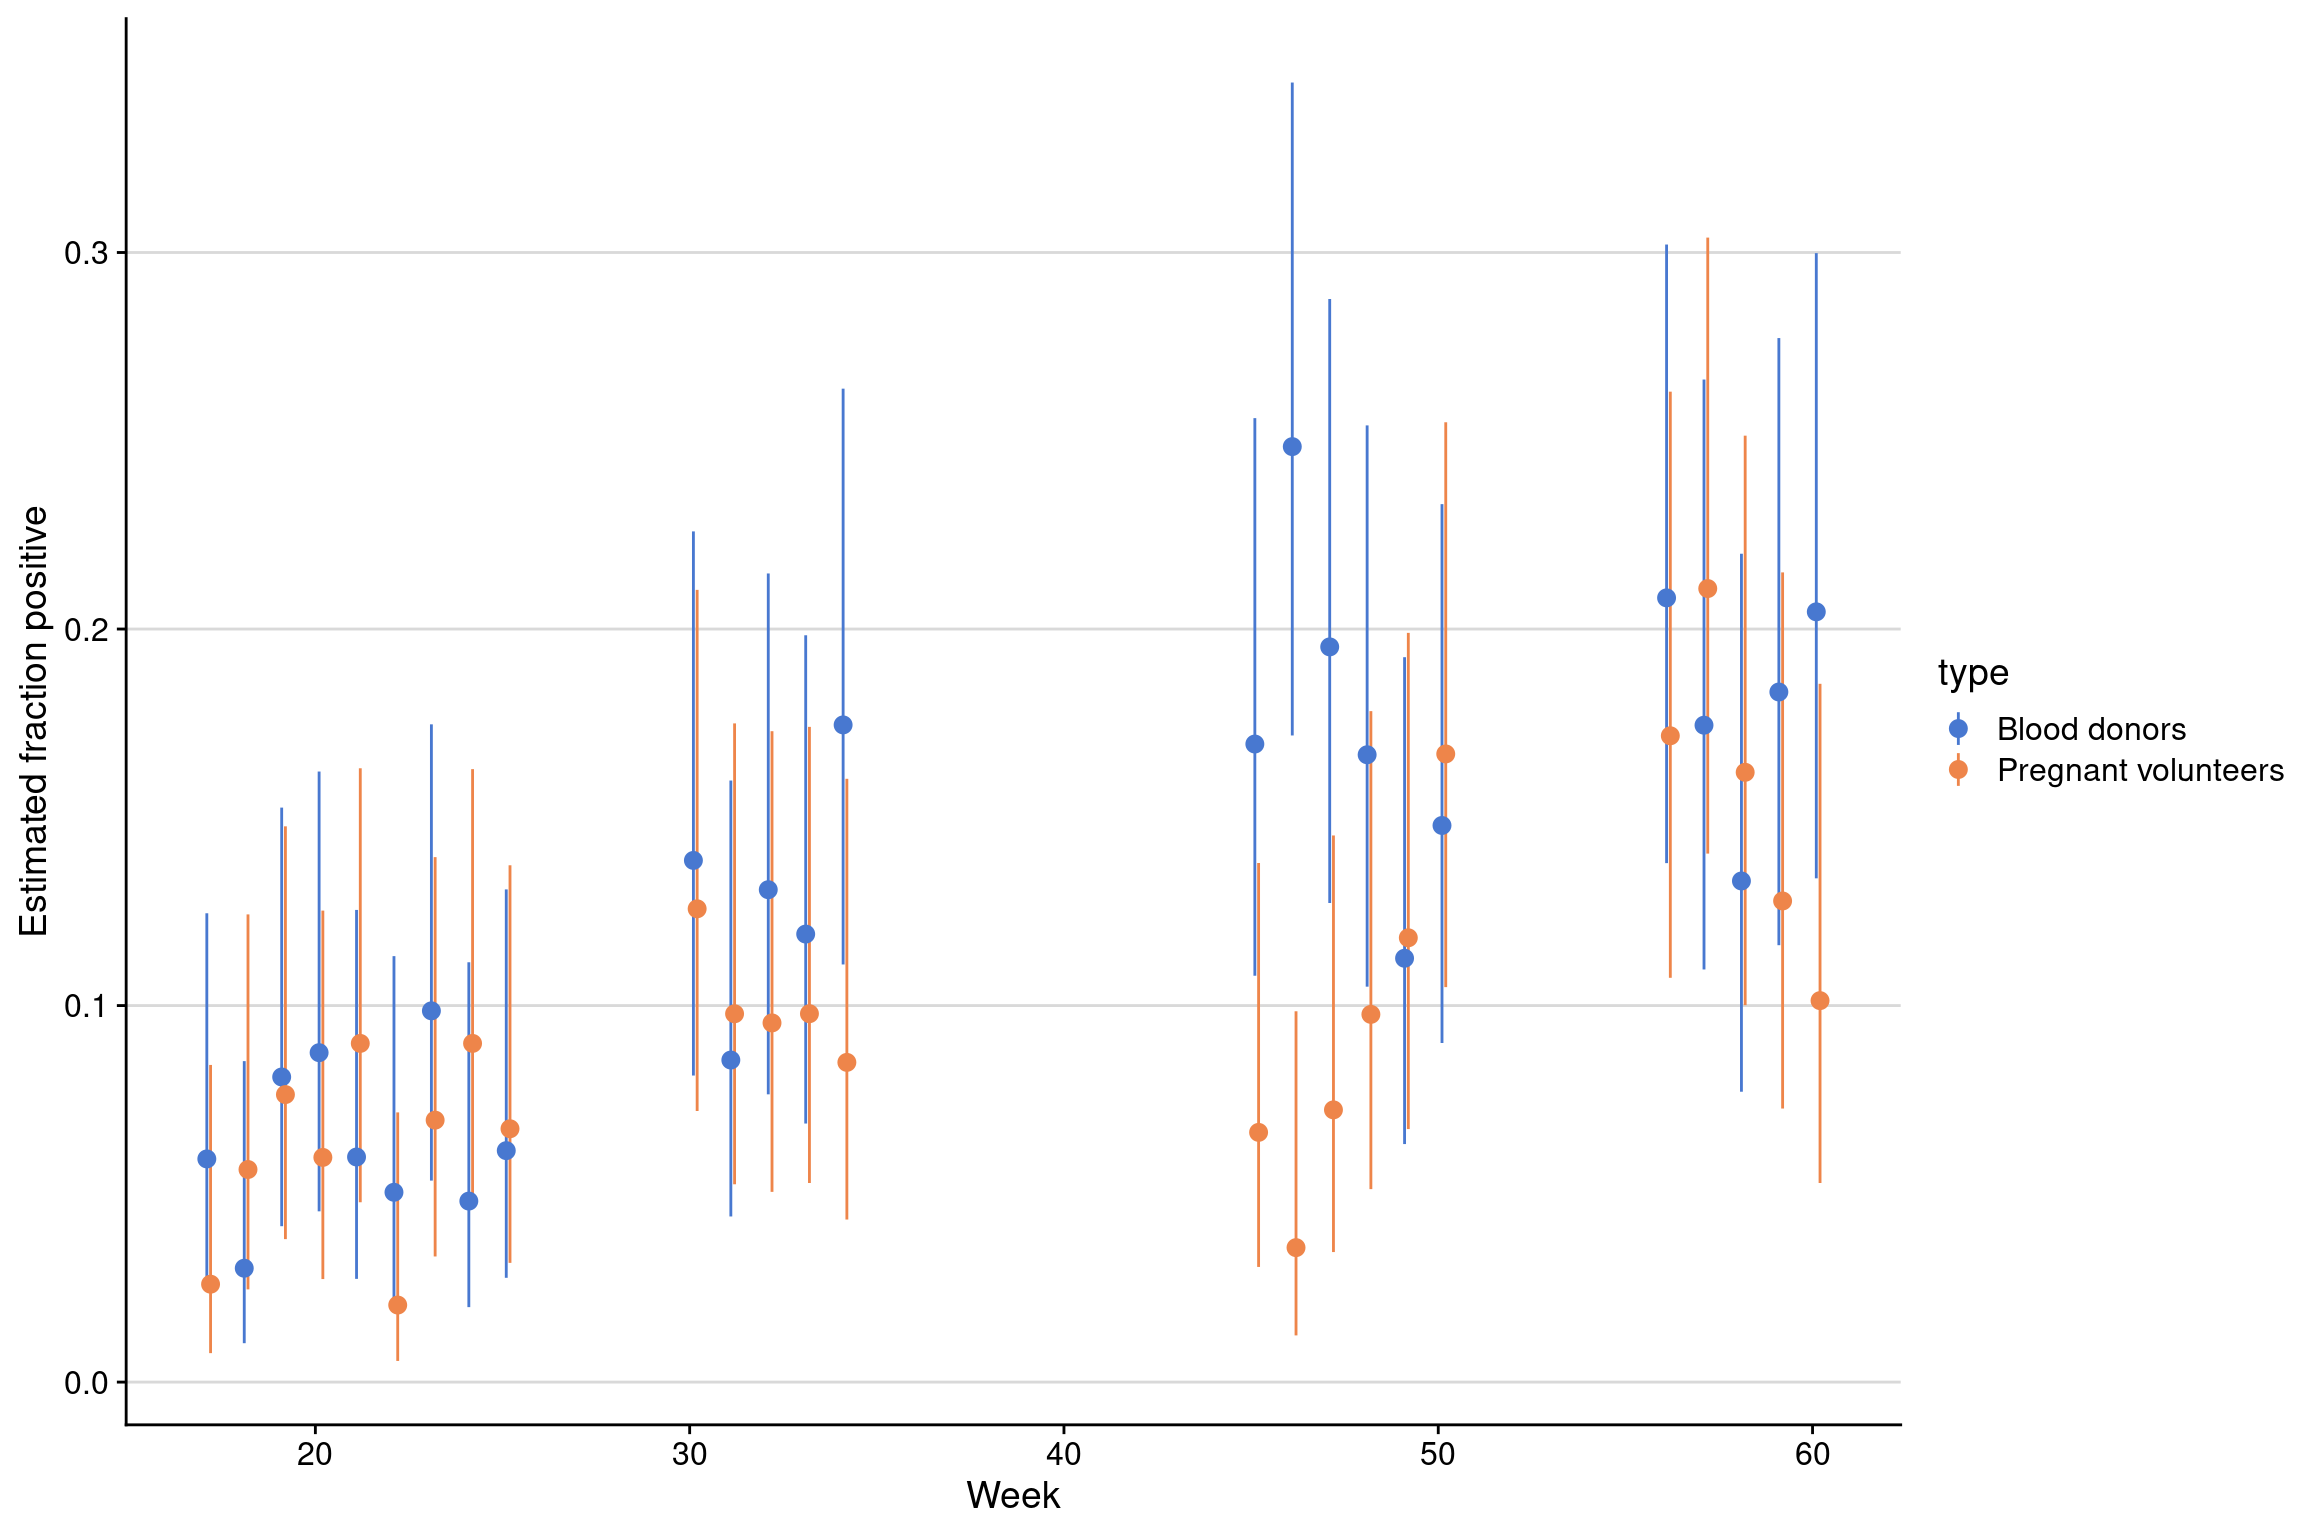 Estimated fraction positive
0.3
0.2
0.1
0.0
20 30 40 50 60
Week
type
Blood donors
Pregnant volunteers